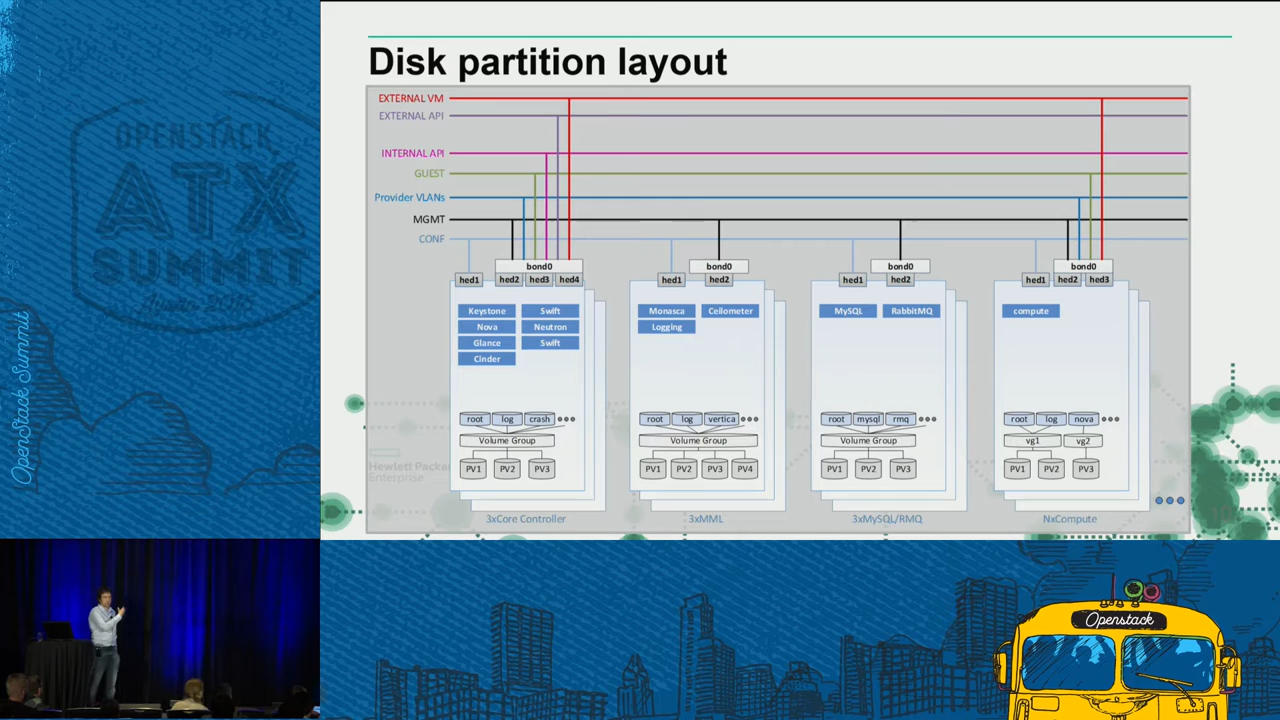 OPENSTACK
ATX
SUMMIT
OpenStack Summit
Disk partition layout
EXTERNAL VM
EXTERNAL API
INTERNAL API
GUEST
Provider VLANs
MGMT
CONF
bond0 bond0 bond0 bond0
hed1 hed2 hed3 hed4 hed1 hed2 hed1 hed2 hed1 hed2 hed3
Keystone Swift Monasca Ceilometer MySQL RabbitMQ compute
Nova Neutron Logging
Glance Swift
Cinder
root log crash root log vertica root mysql rmq root log nova
Volume Group Volume Group Volume Group vg1 vg2
PV1 PV2 PV3 PV1 PV2 PV3 PV4 PV1 PV2 PV3 PV1 PV2 PV3
Hewlett Packa
Enterprise
3xCore Controller 3xMML 3xMySQL/RMQ NxCompute
Openstack